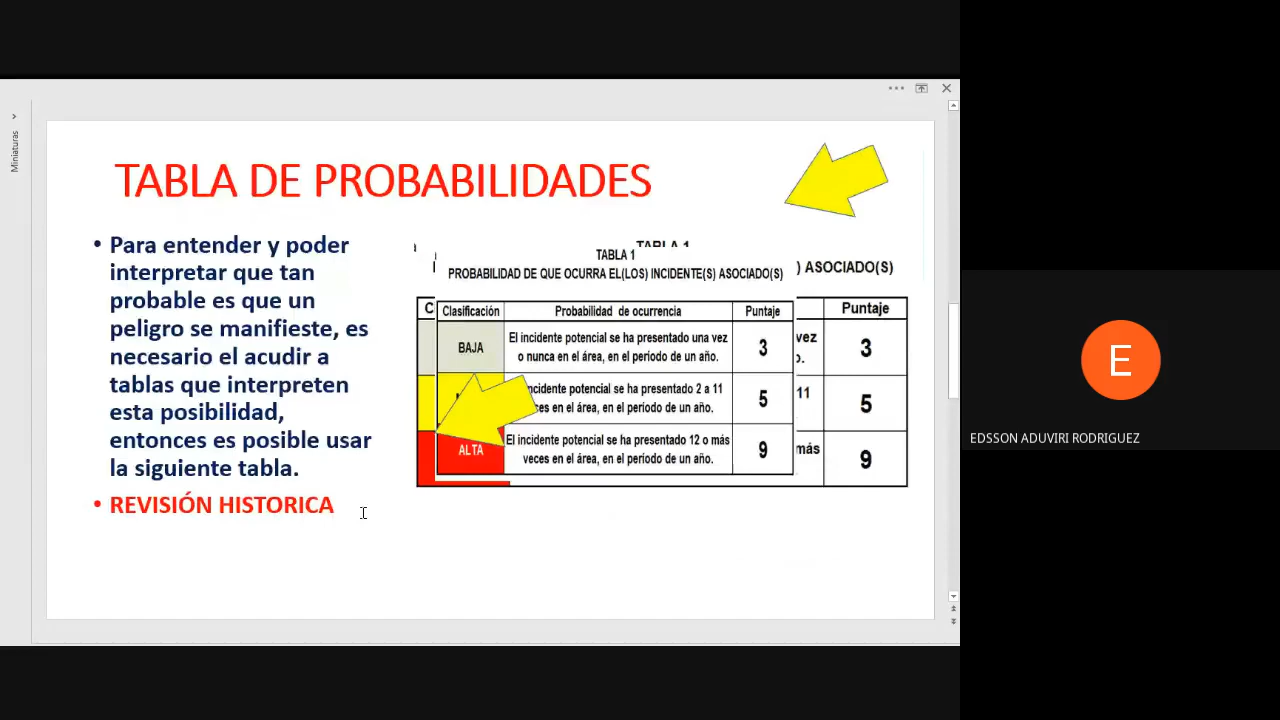 Miniaturas
TABLA DE PROBABILIDADES
• Para entender y poder
interpretar que tan
probable es que un
peligro se manifieste, es
necesario el acudir a
tablas que interpreten
esta posibilidad,
entonces es posible usar
la siguiente tabla.
• REVISIÓN HISTORICA
TABLA 1
TABLA 1
PROBABILIDAD DE QUE OCURRA EL(LOS) INCIDENTE(S) ASOCIADO(S)
) ASOCIADO(S)
C
Clasificación Probabilidad de ocurrencia Puntaje
Puntaje
BAJA
El incidente potencial se ha presentado una vez
o nunca en el área, en el período de un año.
3
vez
o.
3
incidente potencial se ha presentado 2 a 11
ces en el área, en el período de un año.
5
11
5
ALTA
El incidente potencial se ha presentado 12 o más
veces en el área, en el período de un año.
9
más
9
E
EDSSON ADUVIRI RODRIGUEZ